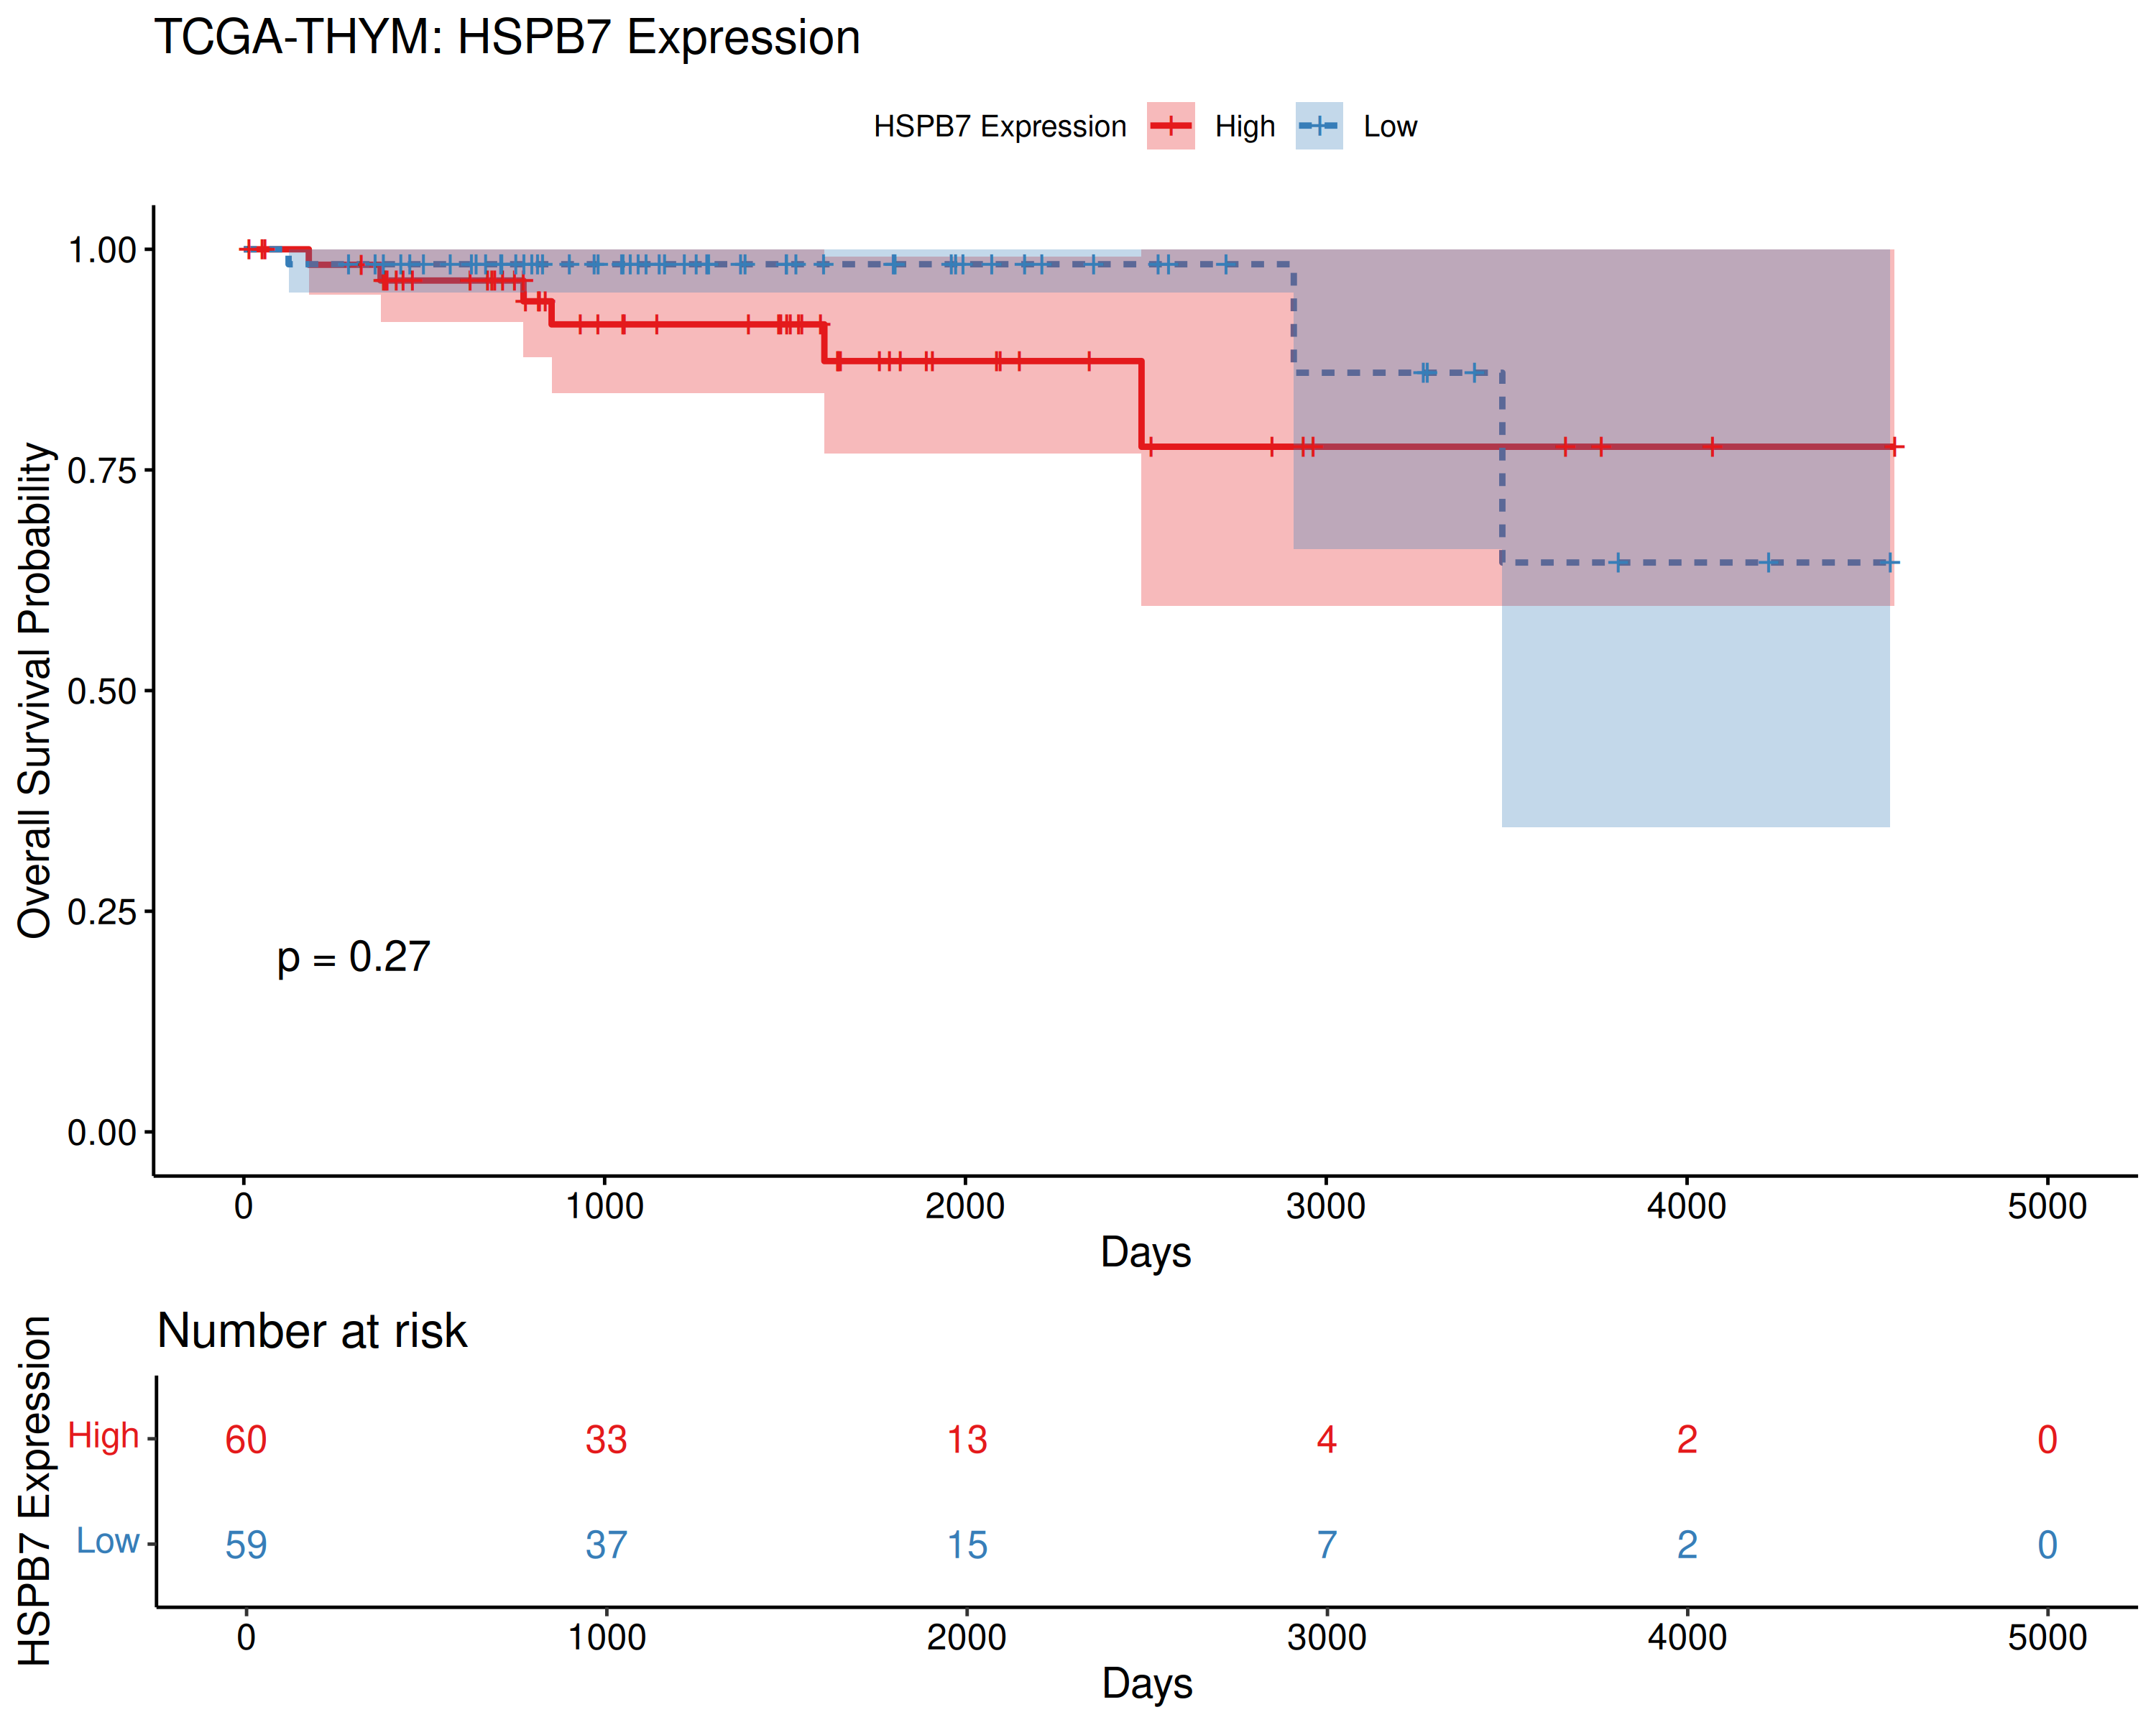 TCGA-THYM: HSPB7 Expression
HSPB7 Expression High Low
Overall Survival Probability
1.00
0.75
0.50
0.25
0.00
p = 0.27
0 1000 2000 3000 4000 5000
Days
Number at risk
HSPB7 Expression
High 60 33 13 4 2 0
Low 59 37 15 7 2 0
0 1000 2000 3000 4000 5000
Days